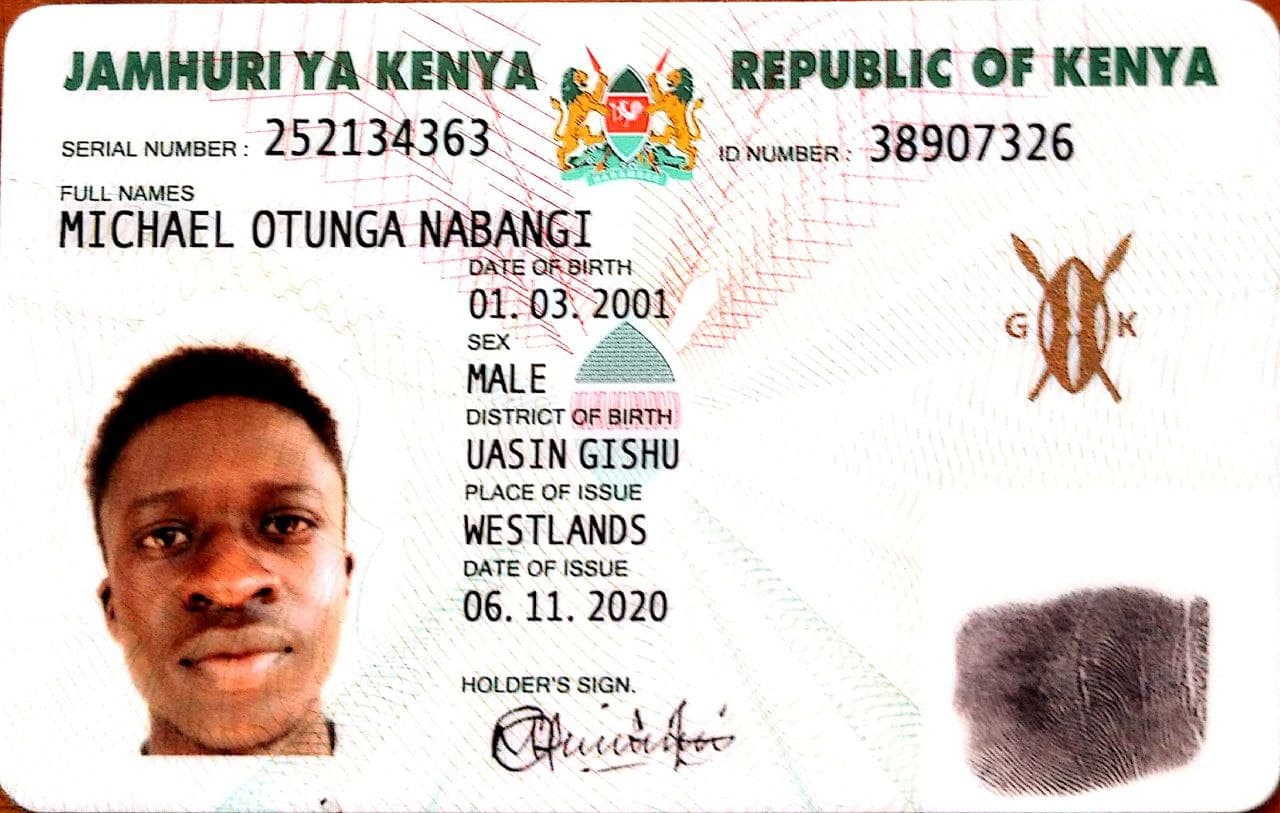 JAMHURI YA KENYA REPUBLIC OF KENYA
SERIAL NUMBER : 252134363 ID NUMBER : 38907326
FULL NAMES
MICHAEL OTUNGA NABANGI
DATE OF BIRTH
01. 03. 2001
SEX
MALE
DISTRICT OF BIRTH
UASIN GISHU
PLACE OF ISSUE
WESTLANDS
DATE OF ISSUE
06. 11. 2020
HOLDER'S SIGN.
G K